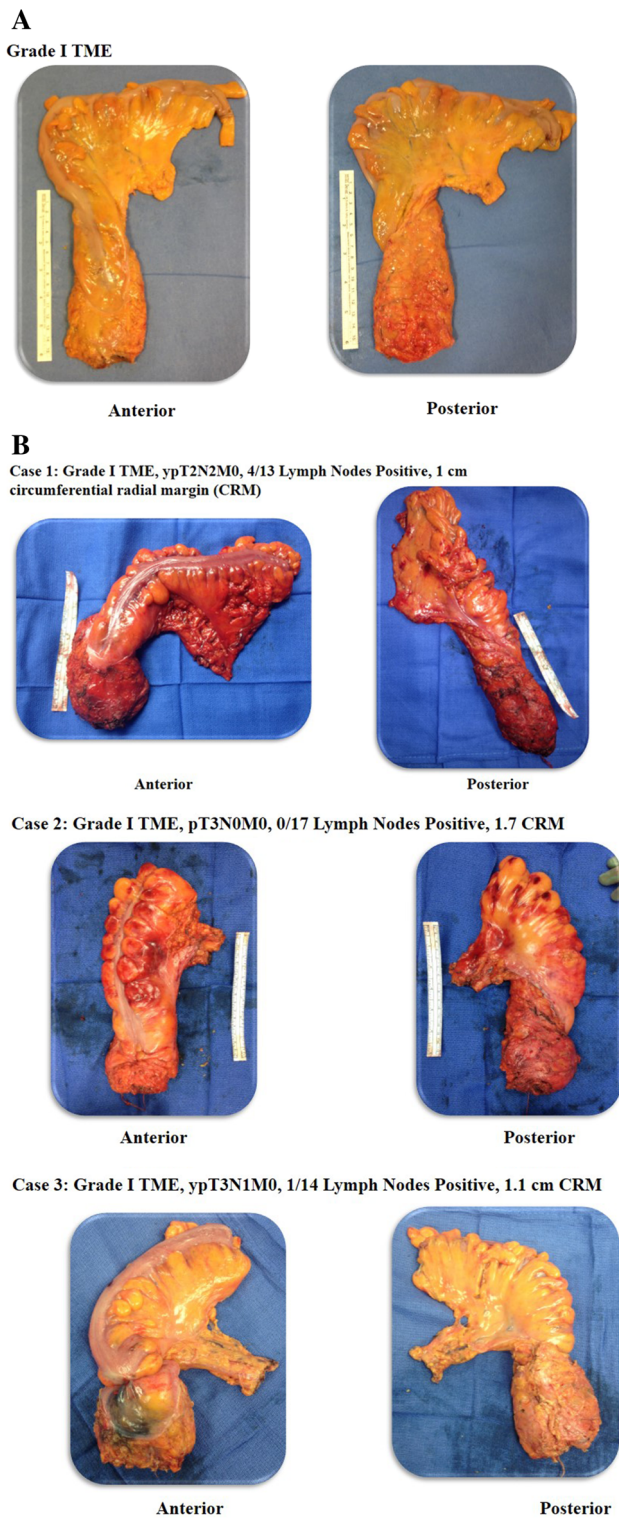 A
Grade I TME
Anterior
Posterior
B
Case 1: Grade I TME, ypT2N2M0, 4/13 Lymph Nodes Positive, 1 cm
circumferential radial margin (CRM)
Anterior
Posterior
Case 2: Grade I TME, pT3N0M0, 0/17 Lymph Nodes Positive, 1.7 CRM
Anterior
Posterior
Case 3: Grade I TME, ypT3N1M0, 1/14 Lymph Nodes Positive, 1.1 cm CRM
Anterior
Posterior